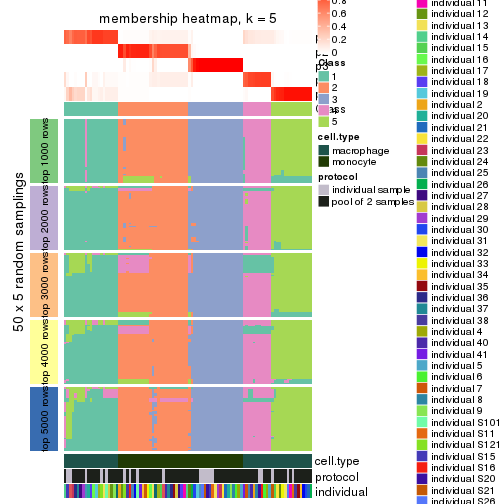 membership heatmap, k = 5
50 x 5 random samplings
top 1000 rows
top 2000 rows
top 3000 rows
top 4000 rows
top 5000 rows
0.8
0.6
0.4
0.2
0
Class
1
2
3
4
5
cell.type
macrophage
monocyte
protocol
individual sample
pool of 2 samples
cell.type
protocol
individual
individual 11
individual 12
individual 13
individual 14
individual 15
individual 16
individual 17
individual 18
individual 19
individual 2
individual 20
individual 21
individual 22
individual 23
individual 24
individual 25
individual 26
individual 27
individual 28
individual 29
individual 30
individual 31
individual 32
individual 33
individual 34
individual 35
individual 36
individual 37
individual 38
individual 4
individual 40
individual 41
individual 5
individual 6
individual 7
individual 8
individual 9
individual S101
individual S11
individual S121
individual S15
individual S16
individual S20
individual S21
individual S26